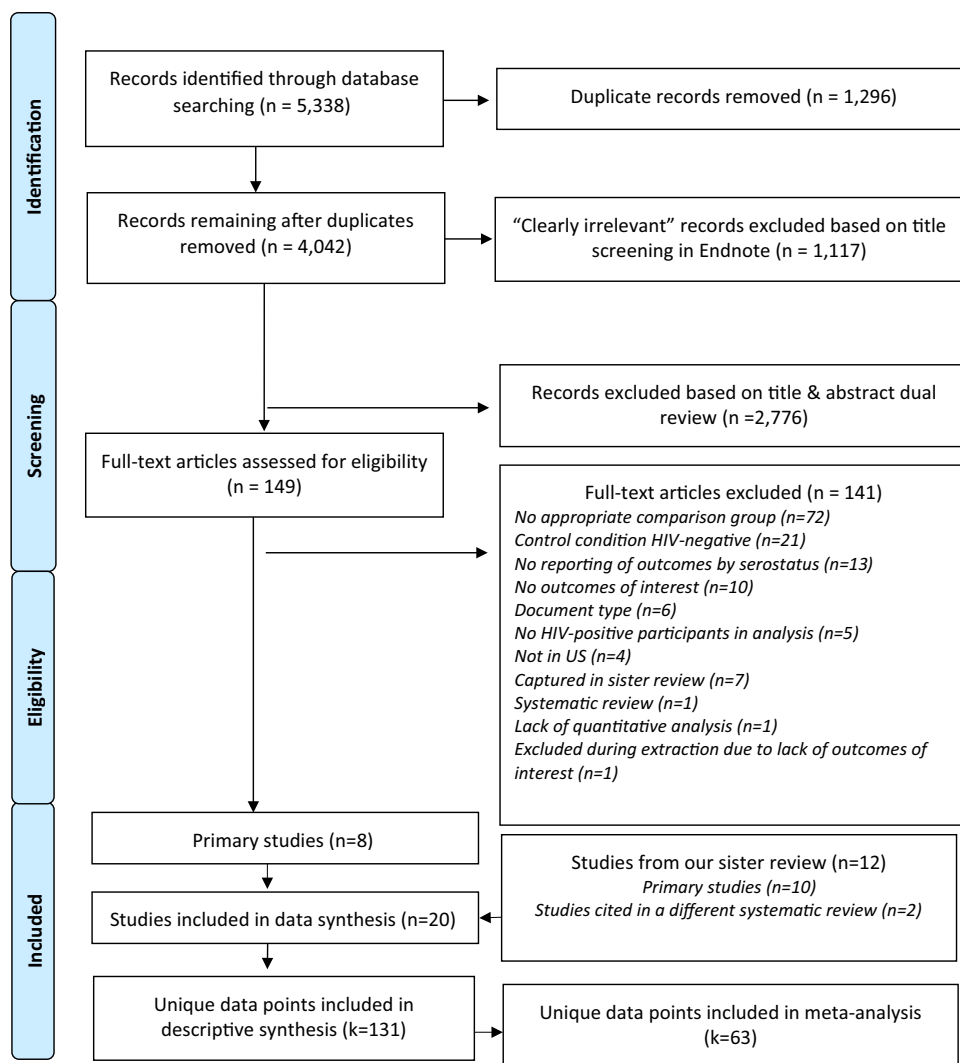 Identification
Records identified through database
searching (n = 5,338)
Duplicate records removed (n = 1,296)
Records remaining after duplicates
removed (n = 4,042)
“Clearly irrelevant” records excluded based on title
screening in Endnote (n = 1,117)
Screening
Records excluded based on title & abstract dual
review (n =2,776)
Full-text articles assessed for eligibility
(n = 149)
Eligibility
Full-text articles excluded (n = 141)
No appropriate comparison group (n=72)
Control condition HIV-negative (n=21)
No reporting of outcomes by serostatus (n=13)
No outcomes of interest (n=10)
Document type (n=6)
No HIV-positive participants in analysis (n=5)
Not in US (n=4)
Captured in sister review (n=7)
Systematic review (n=1)
Lack of quantitative analysis (n=1)
Excluded during extraction due to lack of outcomes of
interest (n=1)
Included
Primary studies (n=8)
Studies from our sister review (n=12)
Primary studies (n=10)
Studies cited in a different systematic review (n=2)
Studies included in data synthesis (n=20)
Unique data points included in
descriptive synthesis (k=131)
Unique data points included in meta-analysis
(k=63)